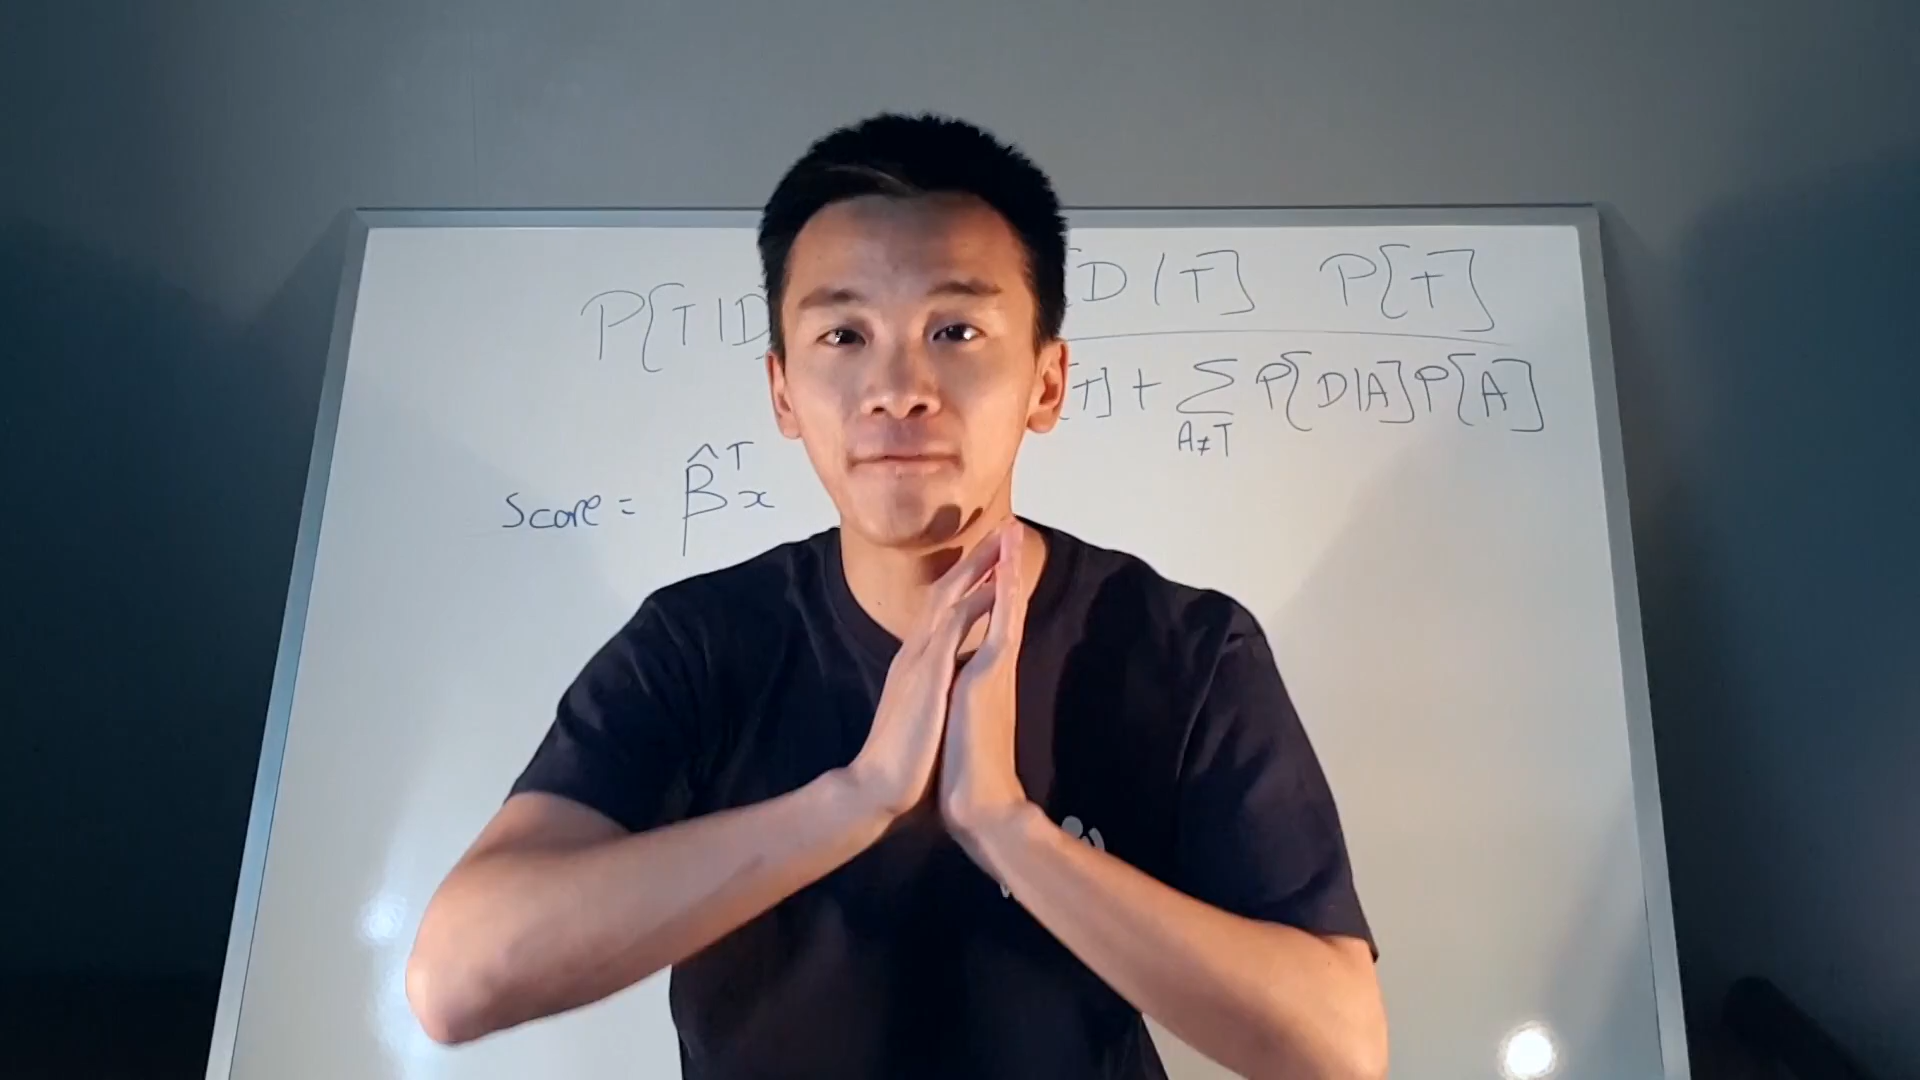 P[T|D [D|T] P[T]
[T] + Σ P[D|A]P[A]
A≠T
Score = β̂ᵀx